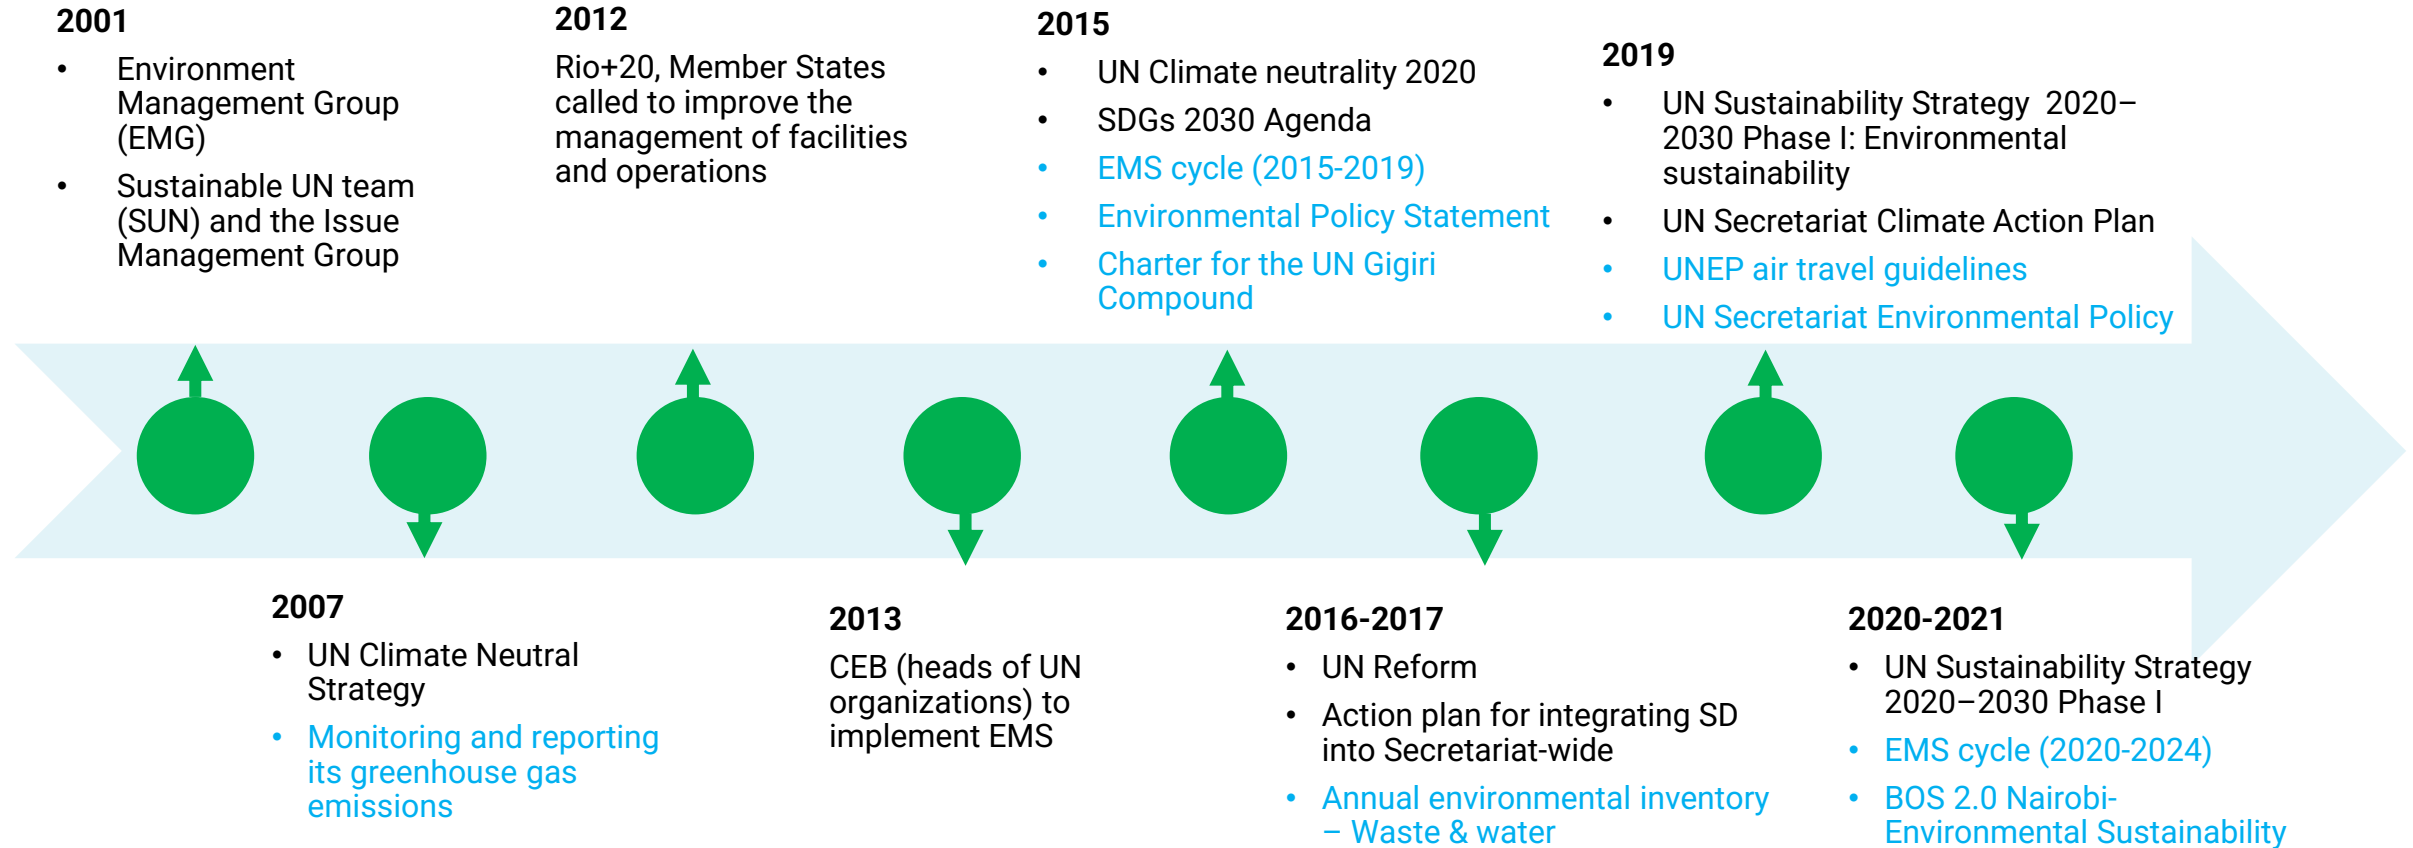 2001
• Environment
Management Group
(EMG)
• Sustainable UN team
(SUN) and the Issue
Management Group
2012
Rio+20, Member States
called to improve the
management of facilities
and operations
2015
• UN Climate neutrality 2020
• SDGs 2030 Agenda
• EMS cycle (2015-2019)
• Environmental Policy Statement
• Charter for the UN Gigiri
Compound
2019
• UN Sustainability Strategy 2020–
2030 Phase I: Environmental
sustainability
• UN Secretariat Climate Action Plan
• UNEP air travel guidelines
• UN Secretariat Environmental Policy
2007
• UN Climate Neutral
Strategy
• Monitoring and reporting
its greenhouse gas
emissions
2013
CEB (heads of UN
organizations) to
implement EMS
2016-2017
• UN Reform
• Action plan for integrating SD
into Secretariat-wide
• Annual environmental inventory
– Waste & water
2020-2021
• UN Sustainability Strategy
2020–2030 Phase I
• EMS cycle (2020-2024)
• BOS 2.0 Nairobi-
Environmental Sustainability